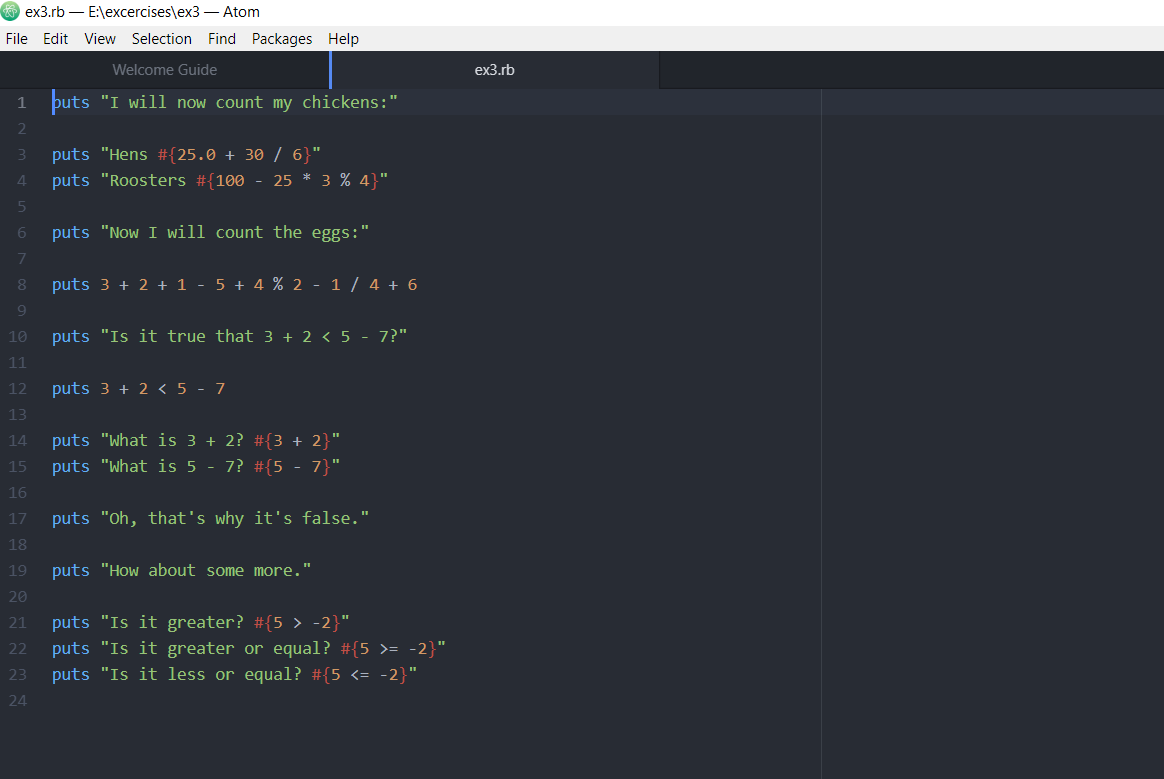 ex3.rb — E:\excercises\ex3 — Atom
File Edit View Selection Find Packages Help
Welcome Guide ex3.rb
1 puts "I will now count my chickens:"
2
3 puts "Hens #{25.0 + 30 / 6}"
4 puts "Roosters #{100 - 25 * 3 % 4}"
5
6 puts "Now I will count the eggs:"
7
8 puts 3 + 2 + 1 - 5 + 4 % 2 - 1 / 4 + 6
9
10 puts "Is it true that 3 + 2 < 5 - 7?"
11
12 puts 3 + 2 < 5 - 7
13
14 puts "What is 3 + 2? #{3 + 2}"
15 puts "What is 5 - 7? #{5 - 7}"
16
17 puts "Oh, that's why it's false."
18
19 puts "How about some more."
20
21 puts "Is it greater? #{5 > -2}"
22 puts "Is it greater or equal? #{5 >= -2}"
23 puts "Is it less or equal? #{5 <= -2}"
24